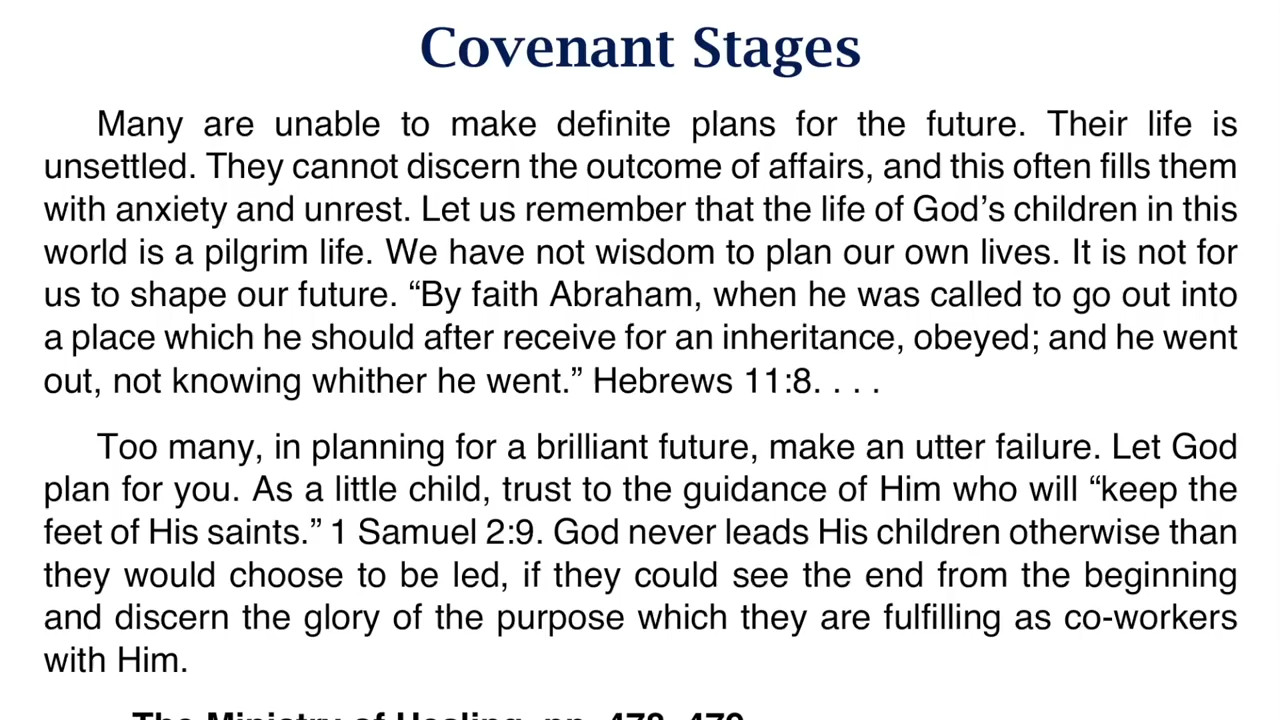 Covenant Stages
Many are unable to make definite plans for the future. Their life is
unsettled. They cannot discern the outcome of affairs, and this often fills them
with anxiety and unrest. Let us remember that the life of God’s children in this
world is a pilgrim life. We have not wisdom to plan our own lives. It is not for
us to shape our future. “By faith Abraham, when he was called to go out into
a place which he should after receive for an inheritance, obeyed; and he went
out, not knowing whither he went.” Hebrews 11:8. . . .
Too many, in planning for a brilliant future, make an utter failure. Let God
plan for you. As a little child, trust to the guidance of Him who will “keep the
feet of His saints.” 1 Samuel 2:9. God never leads His children otherwise than
they would choose to be led, if they could see the end from the beginning
and discern the glory of the purpose which they are fulfilling as co-workers
with Him.
The Ministry of Healing, pp. 478, 479